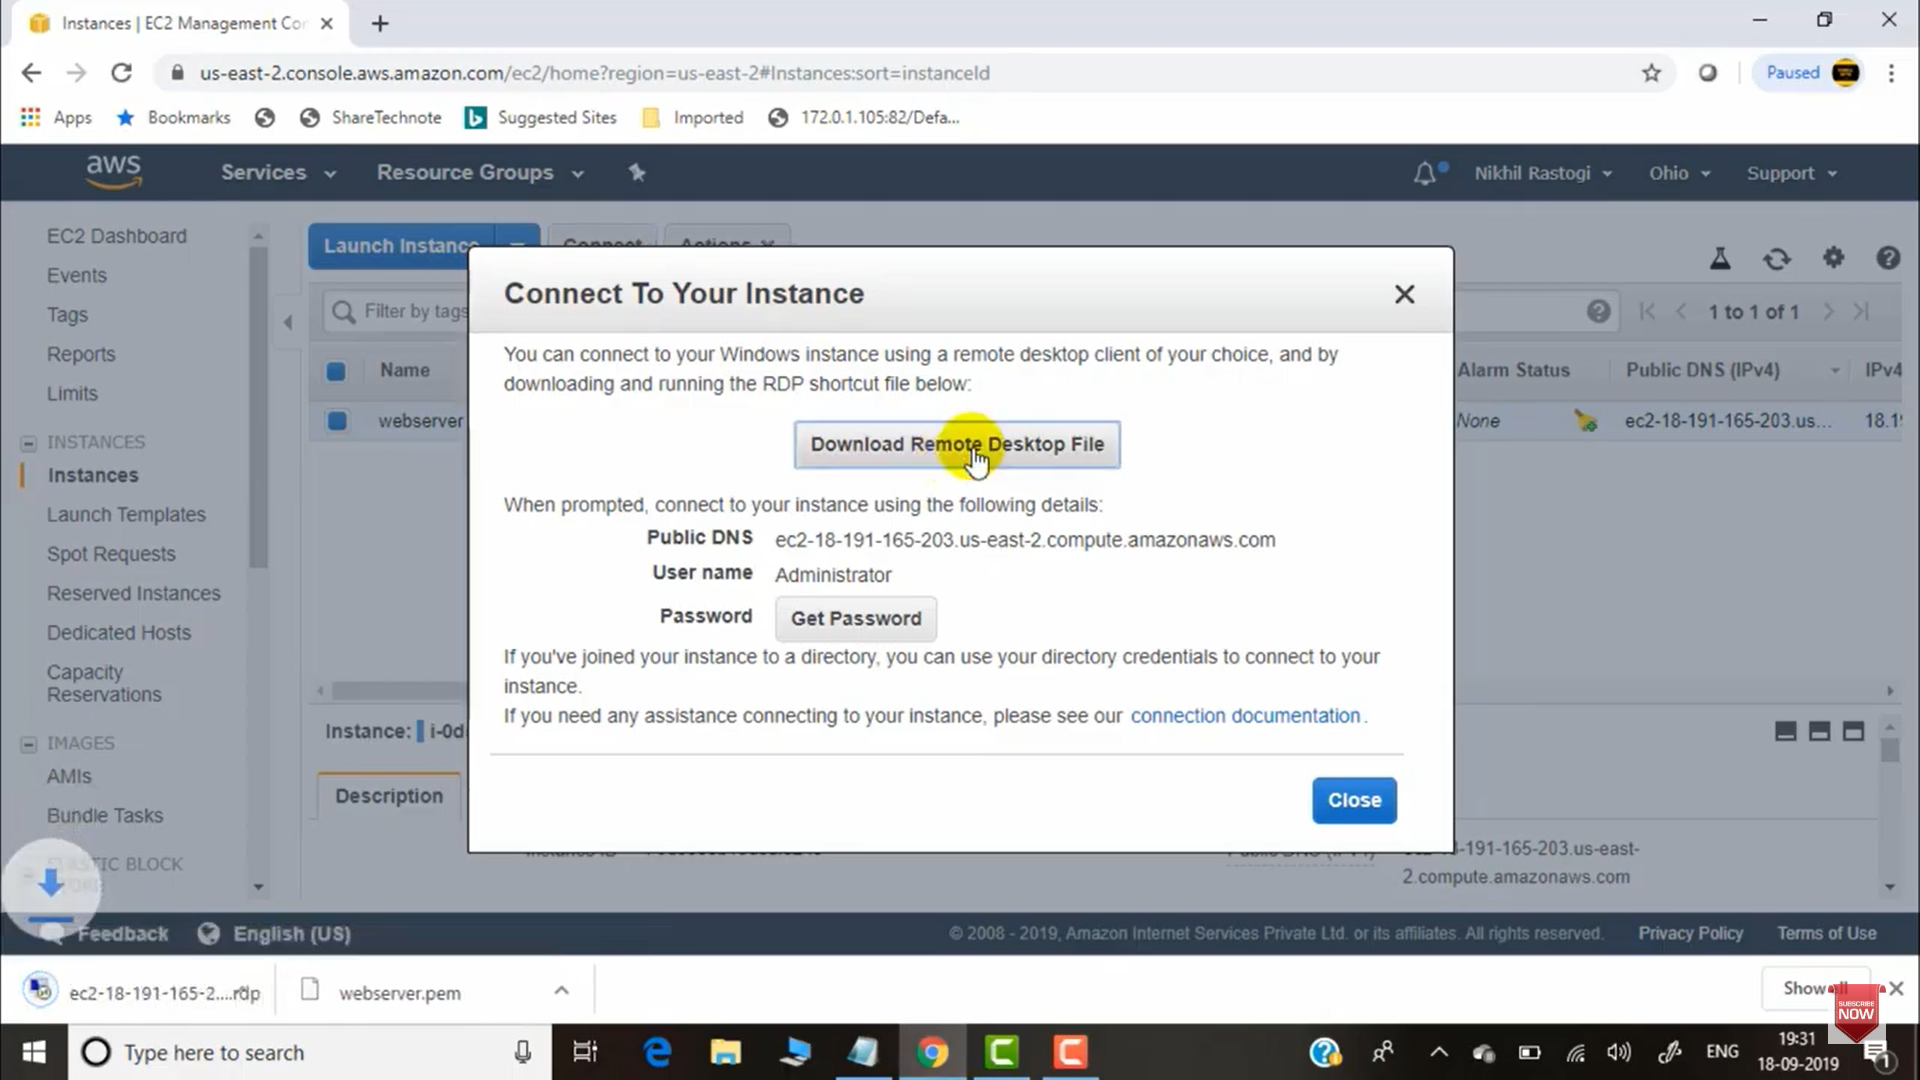 Instances | EC2 Management Co
us-east-2.console.aws.amazon.com/ec2/home?region=us-east-2#Instances:sort=instanceId
Paused
Apps
Bookmarks
ShareTechnote
Suggested Sites
Imported
172.0.1.105:82/Defa...
aws
Services
Resource Groups
Nikhil Rastogi
Ohio
Support
EC2 Dashboard
Events
Tags
Reports
Limits
INSTANCES
Instances
Launch Templates
Spot Requests
Reserved Instances
Dedicated Hosts
Capacity
Reservations
IMAGES
AMIs
Bundle Tasks
Launch Instance
Connect
Actions
Filter by tags
1 to 1 of 1
Name
Alarm Status
Public DNS (IPv4)
IPv4
webserver
None
ec2-18-191-165-203.us...
Connect To Your Instance
You can connect to your Windows instance using a remote desktop client of your choice, and by
downloading and running the RDP shortcut file below:
Download Remote Desktop File
When prompted, connect to your instance using the following details:
Public DNS ec2-18-191-165-203.us-east-2.compute.amazonaws.com
User name Administrator
Password Get Password
If you've joined your instance to a directory, you can use your directory credentials to connect to your
instance.
If you need any assistance connecting to your instance, please see our connection documentation.
Close
Instance:
Description
-191-165-203.us-east-
2.compute.amazonaws.com
Feedback
English (US)
© 2008 - 2019, Amazon Internet Services Private Ltd. or its affiliates. All rights reserved.
Privacy Policy
Terms of Use
ec2-18-191-165-2....rdp
webserver.pem
Show all
SUBSCRIBE
NOW
Type here to search
ENG
19:31
18-09-2019
1